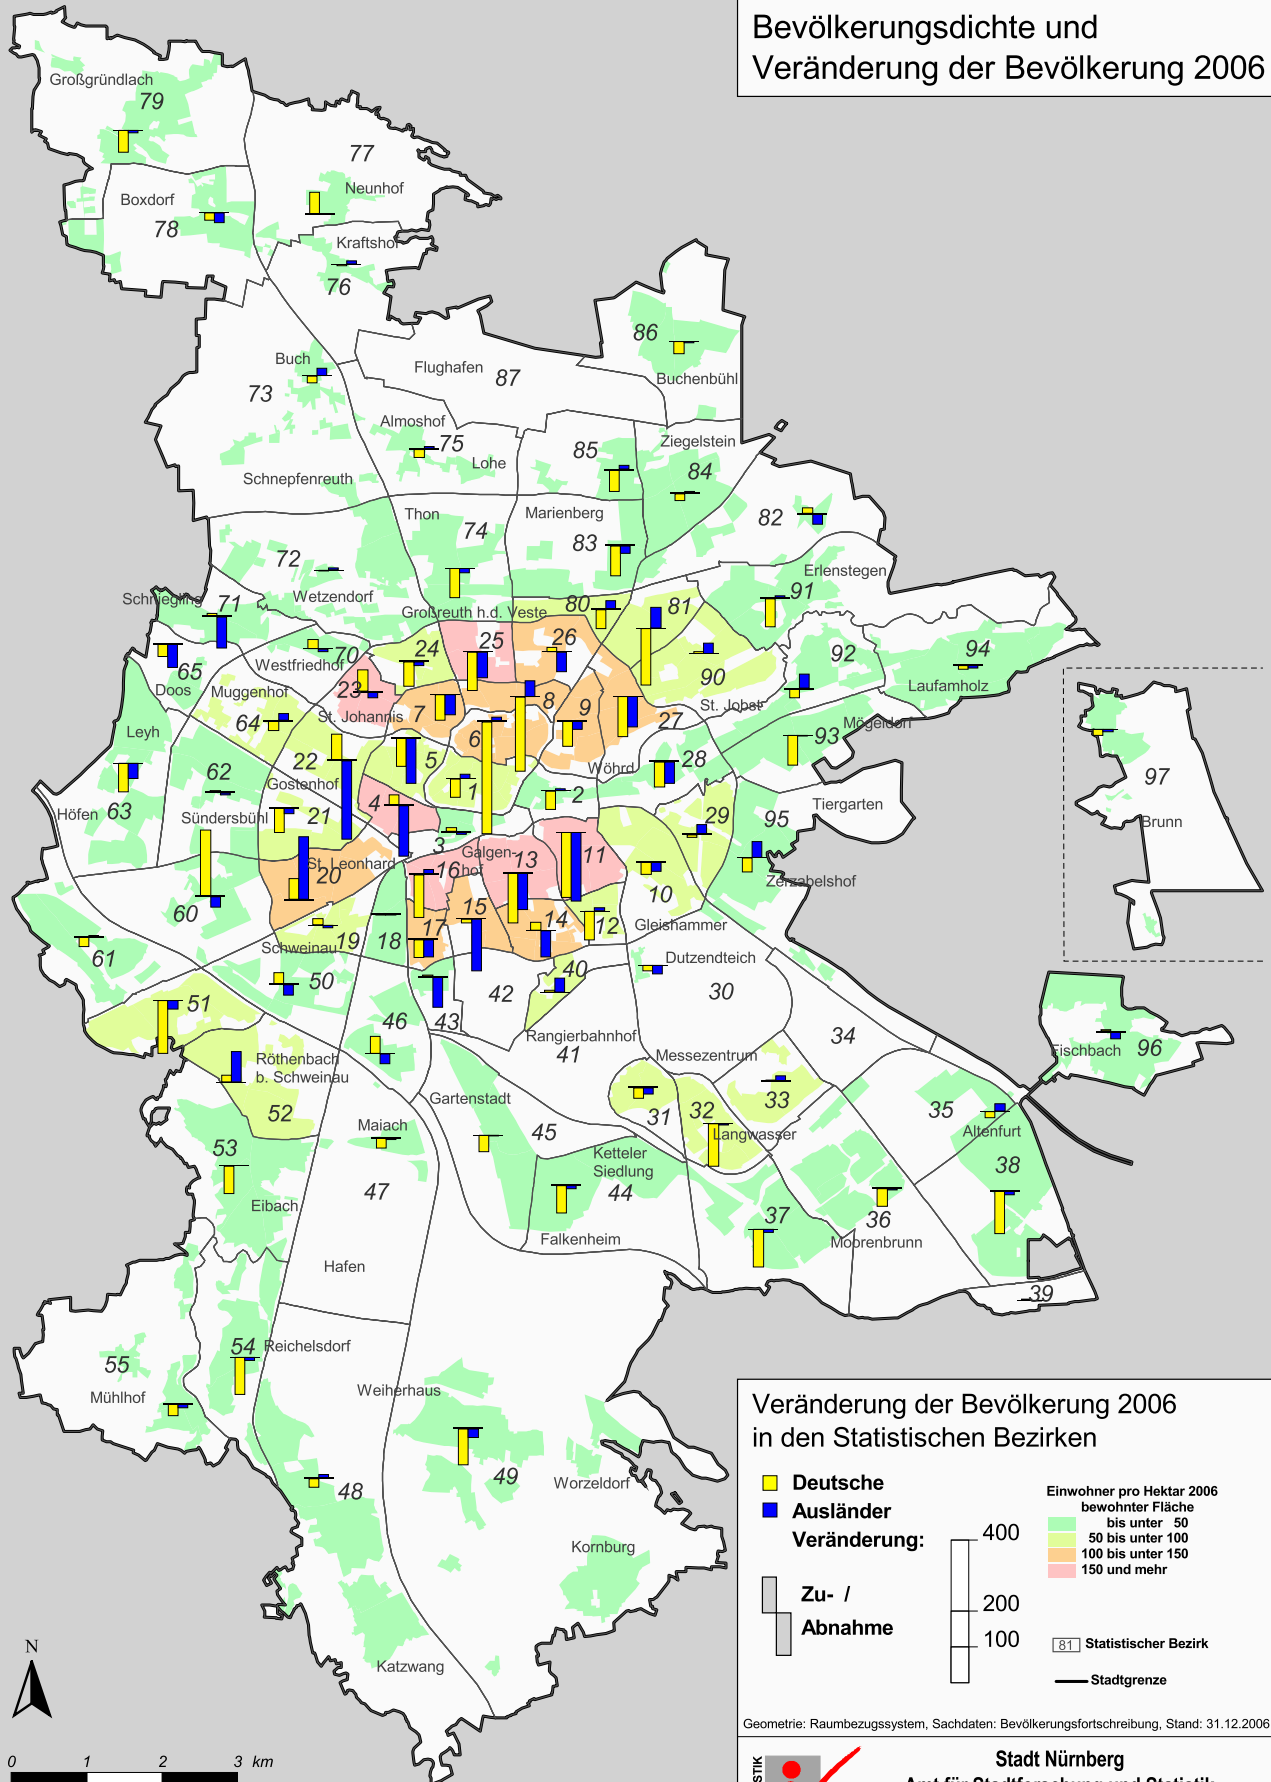 Bevölkerungsdichte und
Veränderung der Bevölkerung 2006
Großgründlach
79
77
Neunhof
Boxdorf
78
Kraftshof
76
86
Buchenbühl
Buch
73
Flughafen
87
Almoshof
75
Lohe
Schnepfenreuth
85
Ziegelstein
84
82
Thon
74
Marienberg
83
72
Wetzendorf
Erlenstegen
91
Schniegling
71
Großreuth h.d. Veste
80
81
70
65
Doos
Westfriedhof
24
25
26
90
92
94
Laufamholz
Muggenhof
64
23
St. Johannis
7
8
9
27
St. Jobst
Mögeldorf
93
Leyh
22
5
6
Wöhrd
28
62
Gostenhof
4
1
2
29
Tiergarten
95
97
Brunn
Höfen
63
Sündersbühl
21
3
Galgen-
hof
St. Leonhard
20
16
13
11
10
Zerzabelshof
60
15
14
12
Gleishammer
17
61
Schweinau
19
18
Dutzendteich
50
40
42
30
51
46
43
Rangierbahnhof
41
34
Röthenbach
b. Schweinau
52
Messezentrum
Fischbach
96
Gartenstadt
31
32
33
35
Altenfurt
Maiach
45
Langwasser
53
Ketteler
Siedlung
44
38
Eibach
47
37
36
Falkenheim
Moorenbrunn
Hafen
39
54
Reichelsdorf
55
Mühlhof
Weiherhaus
48
49
Worzeldorf
Kornburg
Katzwang
Veränderung der Bevölkerung 2006
in den Statistischen Bezirken
Deutsche
Ausländer
Veränderung:
Zu- /
Abnahme
400
200
100
Einwohner pro Hektar 2006
bewohnter Fläche
bis unter 50
50 bis unter 100
100 bis unter 150
150 und mehr
81 Statistischer Bezirk
Stadtgrenze
Geometrie: Raumbezugssystem, Sachdaten: Bevölkerungsfortschreibung, Stand: 31.12.2006
N
0 1 2 3 km
Stadt Nürnberg
Amt für Stadtforschung und Statistik